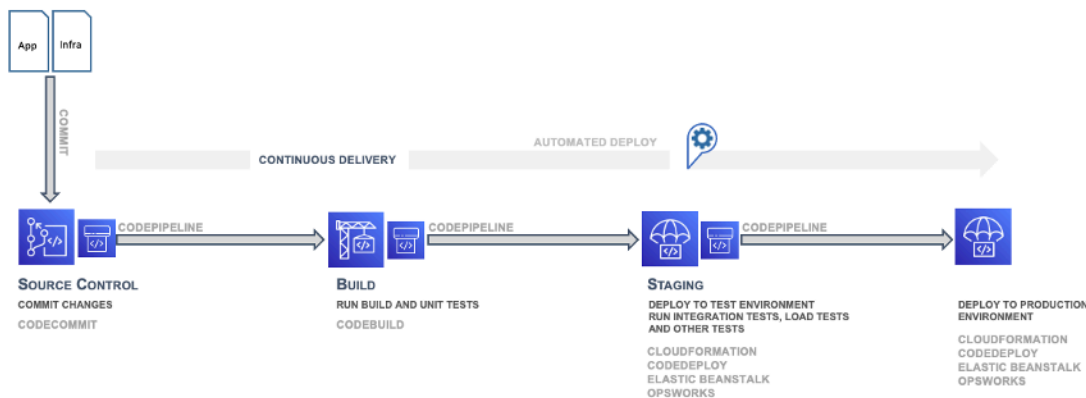 App
Infra
COMMIT
AUTOMATED DEPLOY
CONTINUOUS DELIVERY
CODEPIPELINE
CODEPIPELINE
CODEPIPELINE
SOURCE CONTROL
COMMIT CHANGES
CODECOMMIT
BUILD
RUN BUILD AND UNIT TESTS
CODEBUILD
STAGING
DEPLOY TO TEST ENVIRONMENT
RUN INTEGRATION TESTS, LOAD TESTS
AND OTHER TESTS
CLOUDFORMATION
CODEDEPLOY
ELASTIC BEANSTALK
OPSWORKS
DEPLOY TO PRODUCTION
ENVIRONMENT
CLOUDFORMATION
CODEDEPLOY
ELASTIC BEANSTALK
OPSWORKS